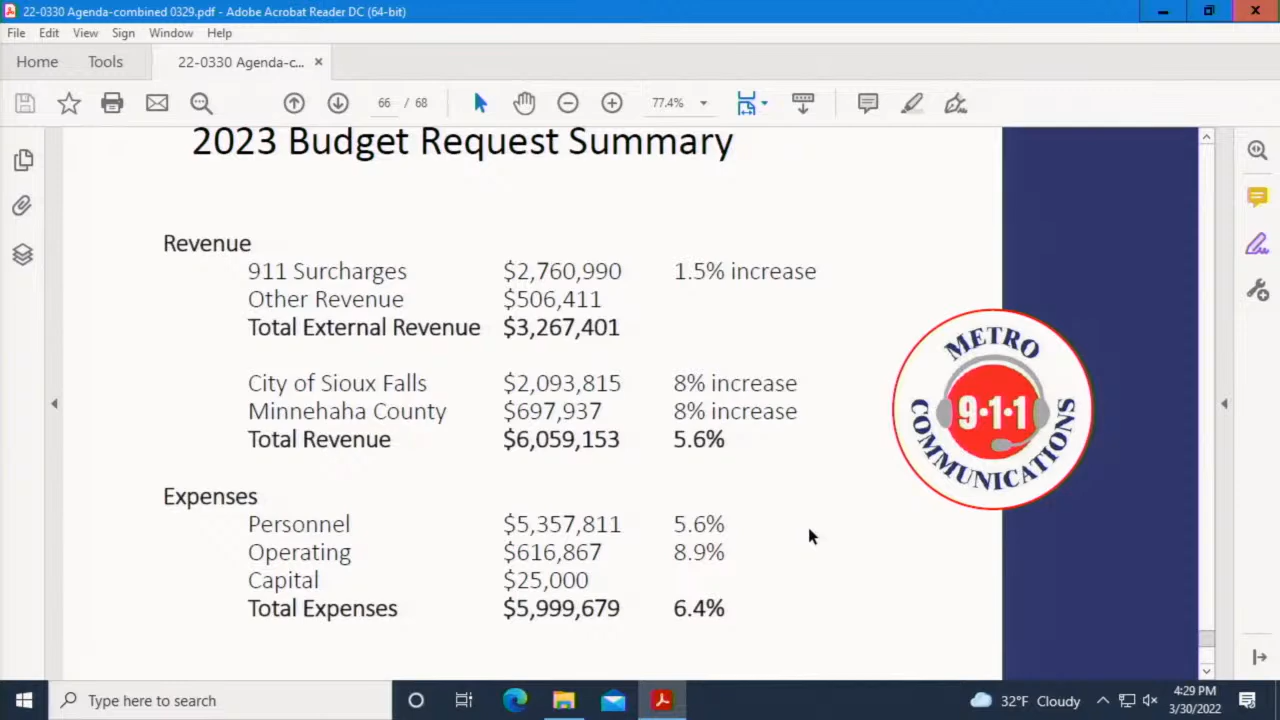 22-0330 Agenda-combined 0329.pdf - Adobe Acrobat Reader DC (64-bit)
File Edit View Sign Window Help
Home Tools 22-0330 Agenda-c... ×
66 / 68 77.4%
2023 Budget Request Summary
Revenue
911 Surcharges $2,760,990 1.5% increase
Other Revenue $506,411
Total External Revenue $3,267,401
City of Sioux Falls $2,093,815 8% increase
Minnehaha County $697,937 8% increase
Total Revenue $6,059,153 5.6%
METRO
9·1·1
COMMUNICATIONS
Expenses
Personnel $5,357,811 5.6%
Operating $616,867 8.9%
Capital $25,000
Total Expenses $5,999,679 6.4%
Type here to search
32°F Cloudy
4:29 PM
3/30/2022